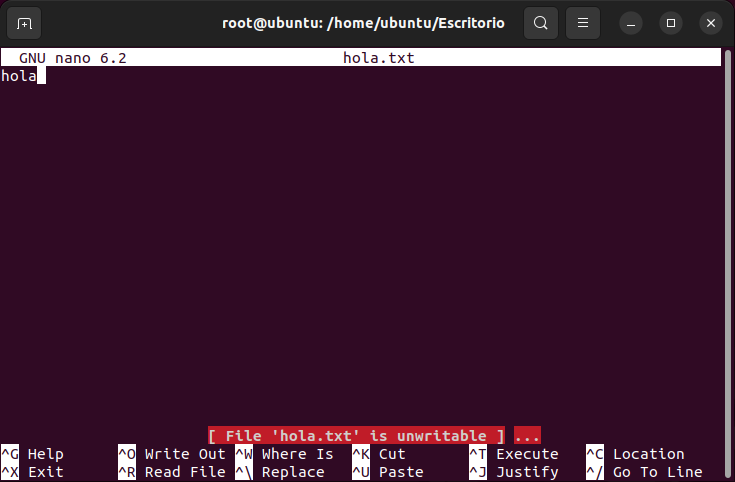 root@ubuntu: /home/ubuntu/Escritorio
GNU nano 6.2 hola.txt
hola
[ File 'hola.txt' is unwritable ] ...
^G Help ^O Write Out ^W Where Is ^K Cut ^T Execute ^C Location
^X Exit ^R Read File ^\ Replace ^U Paste ^J Justify ^/ Go To Line